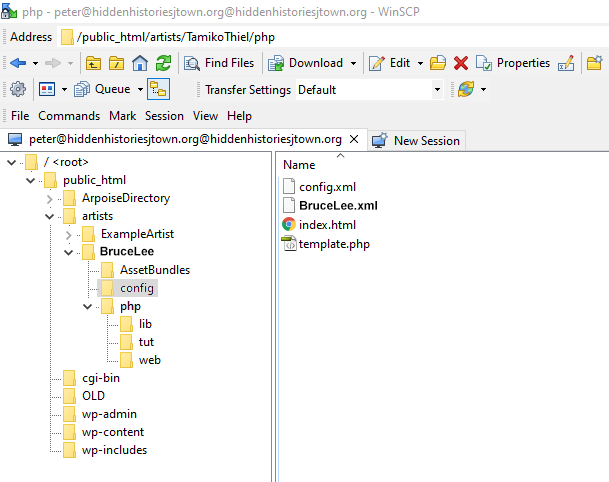 php - peter@hiddenhistoriesjtown.org@hiddenhistoriesjtown.org - WinSCP
Address /public_html/artists/TamikoThiel/php
Find Files Download Edit Properties
Queue Transfer Settings Default
File Commands Mark Session View Help
peter@hiddenhistoriesjtown.org@hiddenhistoriesjtown.org X New Session
/ <root>
public_html
ArpoiseDirectory
artists
ExampleArtist
BruceLee
AssetBundles
config
php
lib
tut
web
cgi-bin
OLD
wp-admin
wp-content
wp-includes
Name
config.xml
BruceLee.xml
index.html
template.php